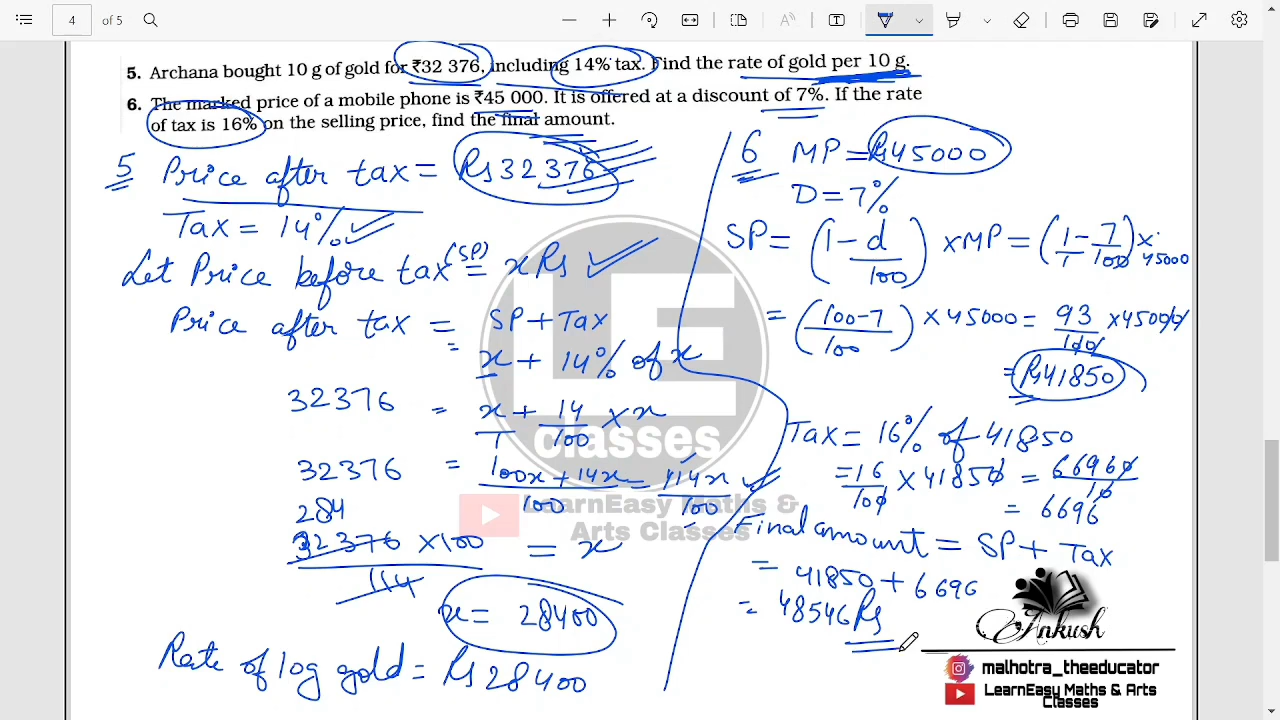 4 of 5
5. Archana bought 10 g of gold for ₹32 376, including 14% tax. Find the rate of gold per 10 g.
6. The marked price of a mobile phone is ₹45 000. It is offered at a discount of 7%. If the rate
of tax is 16% on the selling price, find the final amount.
5 Price after tax = Rs 32376
Tax = 14%
Let Price before tax (SP) = x Rs
Price after tax = SP + Tax
= x + 14% of x
32376 = x/1 + 14/100 × x
32376 = 100x + 14x/100 = 114x/100
284
32376 × 100/114 = x
x = 28400
Rate of 10g gold = Rs 28400
6 MP = Rs 45000
D = 7%
SP = (1 - d/100) × MP = (1/1 - 7/100) × 45000
= (100-7/100) × 45000 = 93/100 × 45000
= Rs 41850
Tax = 16% of 41850
= 16/100 × 41850 = 66960/10
= 6696
Final amount = SP + Tax
= 41850 + 6696
= 48546 Rs
LE
classes
LearnEasy Maths &
Arts Classes
Ankush
malhotra_theeducator
LearnEasy Maths & Arts
Classes